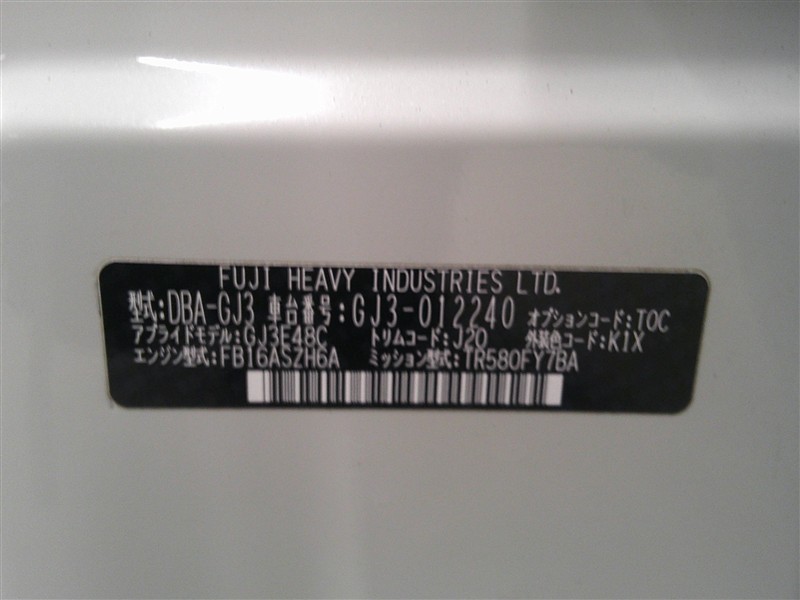 FUJI HEAVY INDUSTRIES LTD.
型式:DBA-GJ3 車台番号:GJ3-012240 オプションコード:TOC
アプライドモデル:GJ3E48C トリムコード:J20 外装色コード:K1X
エンジン型式:FB16ASZH6A ミッション型式:TR580FY7BA